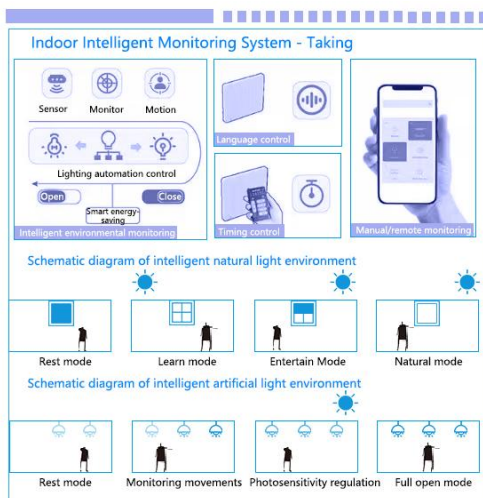 Indoor Intelligent Monitoring System - Taking
Sensor
Monitor
Motion
Lighting automation control
Open
Close
Smart energy-
saving
Intelligent environmental monitoring
Language control
Timing control
Manual/remote monitoring
Schematic diagram of intelligent natural light environment
Rest mode
Learn mode
Entertain Mode
Natural mode
Schematic diagram of intelligent artificial light environment
Rest mode
Monitoring movements
Photosensitivity regulation
Full open mode